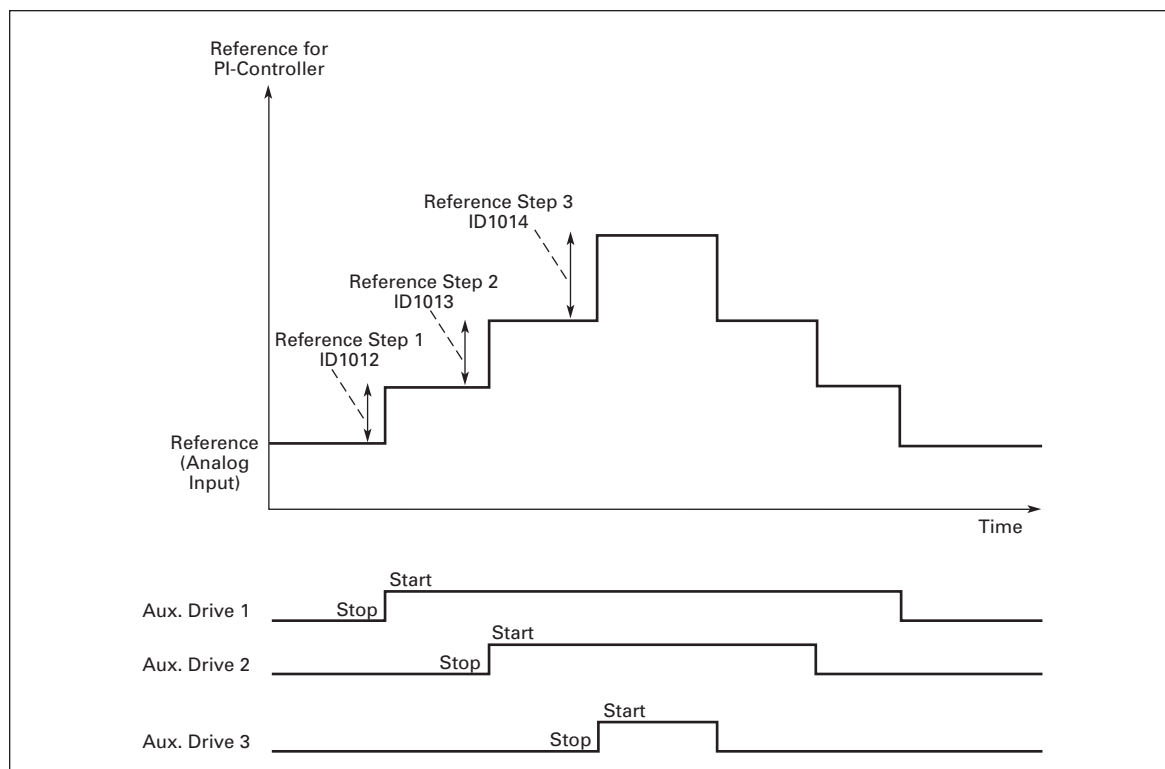 Reference for
PI-Controller
Reference Step 3
ID1014
Reference Step 2
ID1013
Reference Step 1
ID1012
Reference
(Analog
Input)
Time
Start
Aux. Drive 1
Stop
Start
Aux. Drive 2
Stop
Start
Aux. Drive 3
Stop